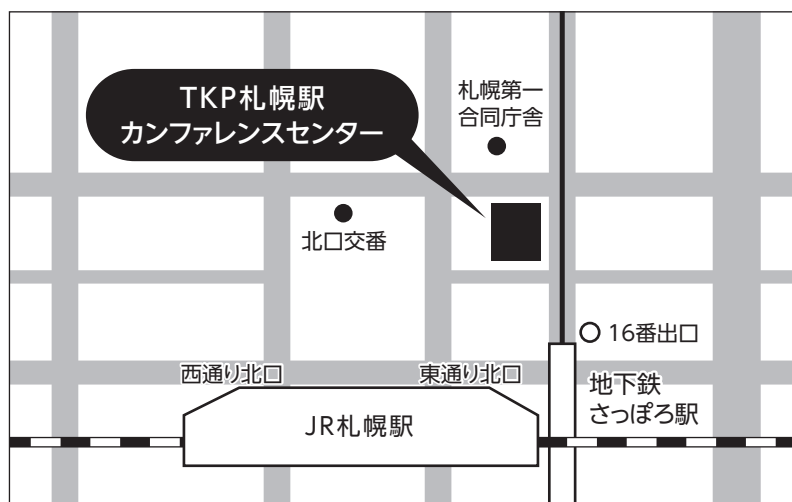 TKP札幌駅
カンファレンスセンター
札幌第一
合同庁舎
北口交番
16番出口
西通り北口
東通り北口
地下鉄
さっぽろ駅
JR札幌駅